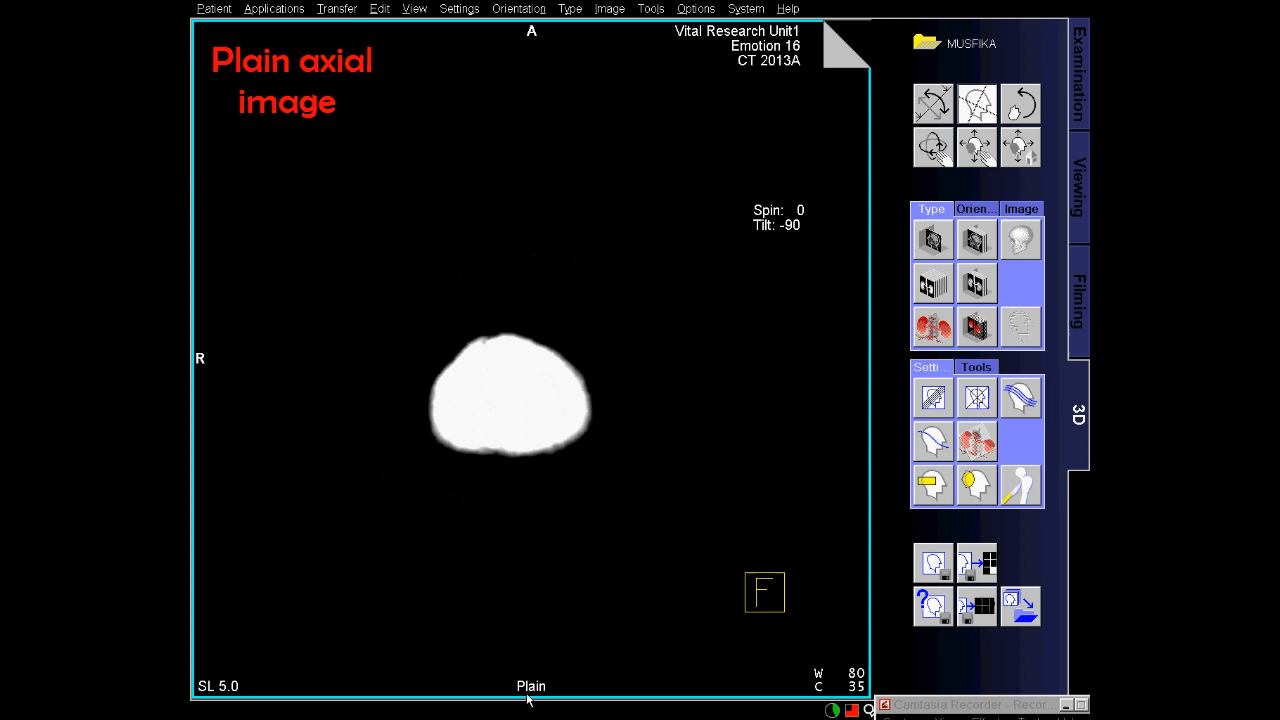 Patient Applications Transfer Edit View Settings Orientation Type Image Tools Options System Help
Plain axial
image
A
Vital Research Unit1
Emotion 16
CT 2013A
MUSFIKA
Examination
Viewing
Filming
3D
Spin: 0
Tilt: -90
Type Orien... Image
R
Setti... Tools
F
SL 5.0
Plain
W 80
C 35
Camtasia Recorder - Recor...